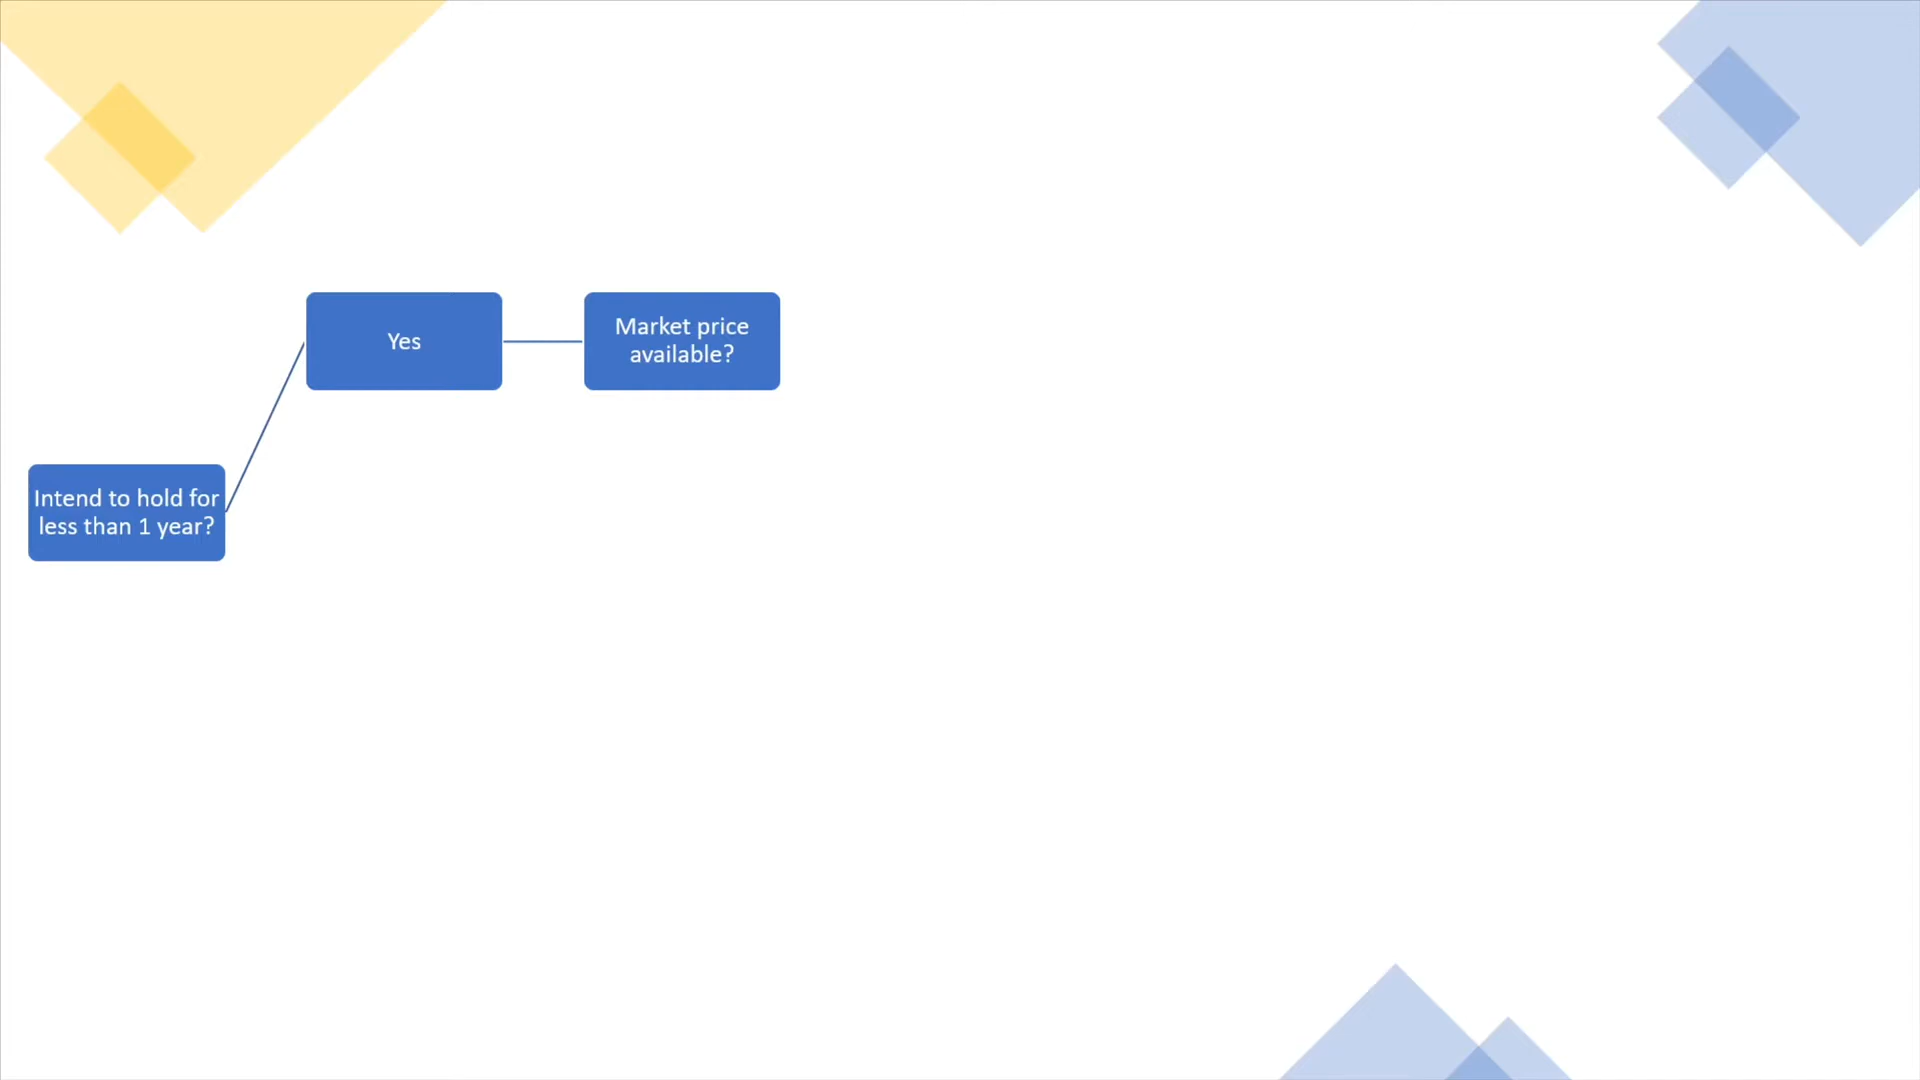 Yes
Market price
available?
Intend to hold for
less than 1 year?